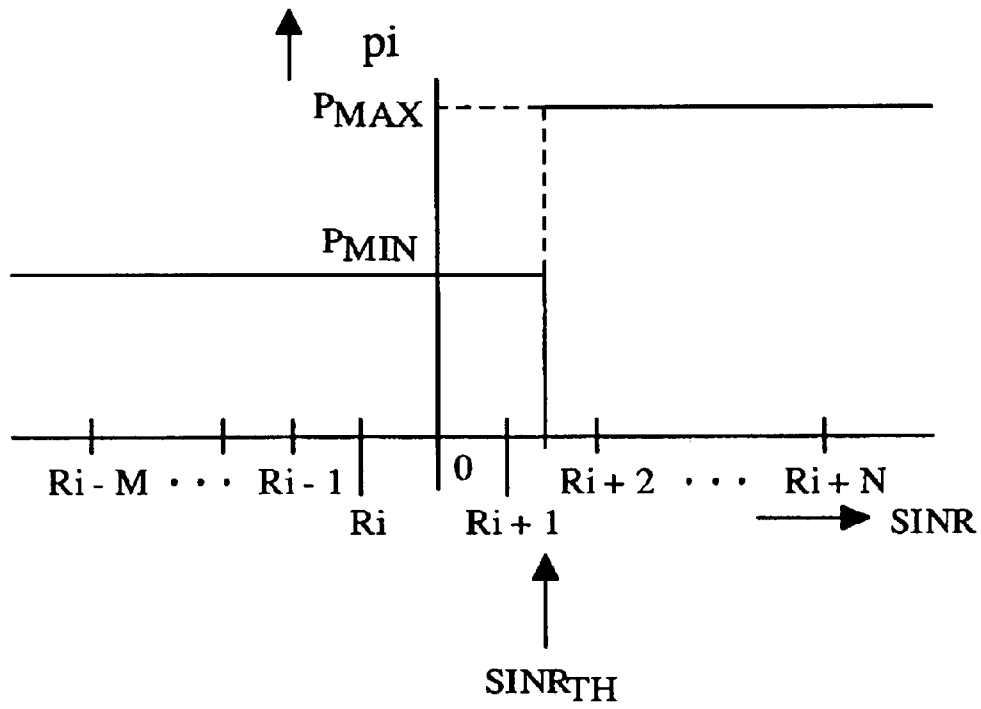 pi
PMAX
PMIN
0
Ri - M ··· Ri - 1 Ri + 2 ··· Ri + N
Ri Ri + 1 SINR
SINRTH